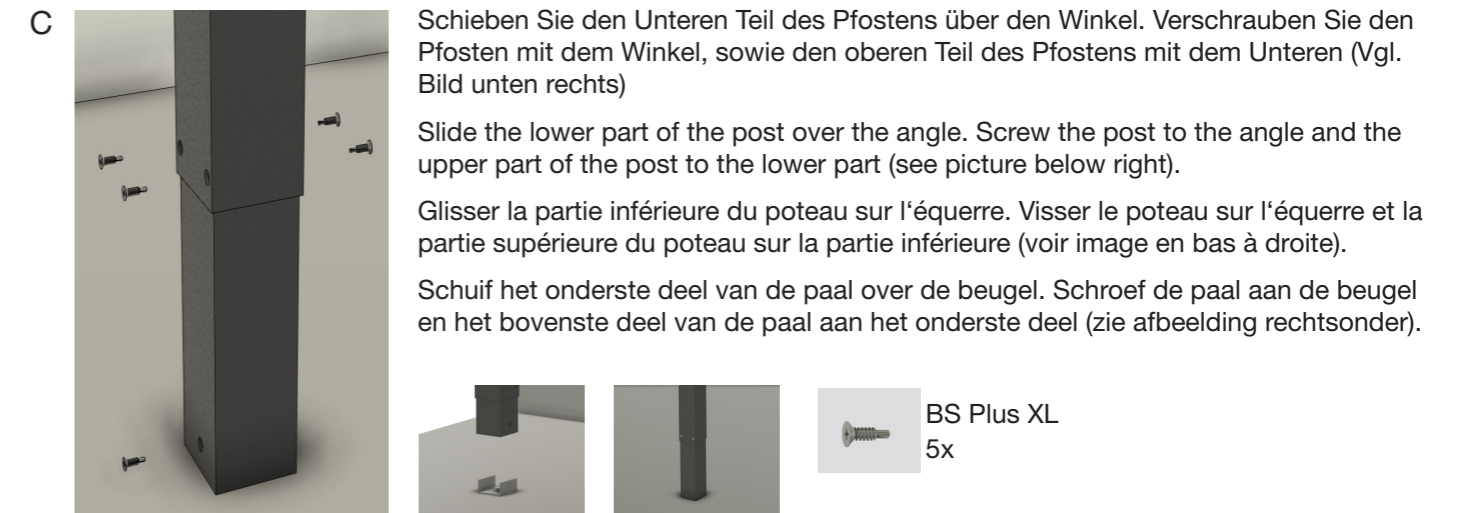 C
Schieben Sie den Unteren Teil des Pfostens über den Winkel. Verschrauben Sie den
Pfosten mit dem Winkel, sowie den oberen Teil des Pfostens mit dem Unteren (Vgl.
Bild unten rechts)
Slide the lower part of the post over the angle. Screw the post to the angle and the
upper part of the post to the lower part (see picture below right).
Glisser la partie inférieure du poteau sur l‘équerre. Visser le poteau sur l‘équerre et la
partie supérieure du poteau sur la partie inférieure (voir image en bas à droite).
Schuif het onderste deel van de paal over de beugel. Schroef de paal aan de beugel
en het bovenste deel van de paal aan het onderste deel (zie afbeelding rechtsonder).
BS Plus XL
5x